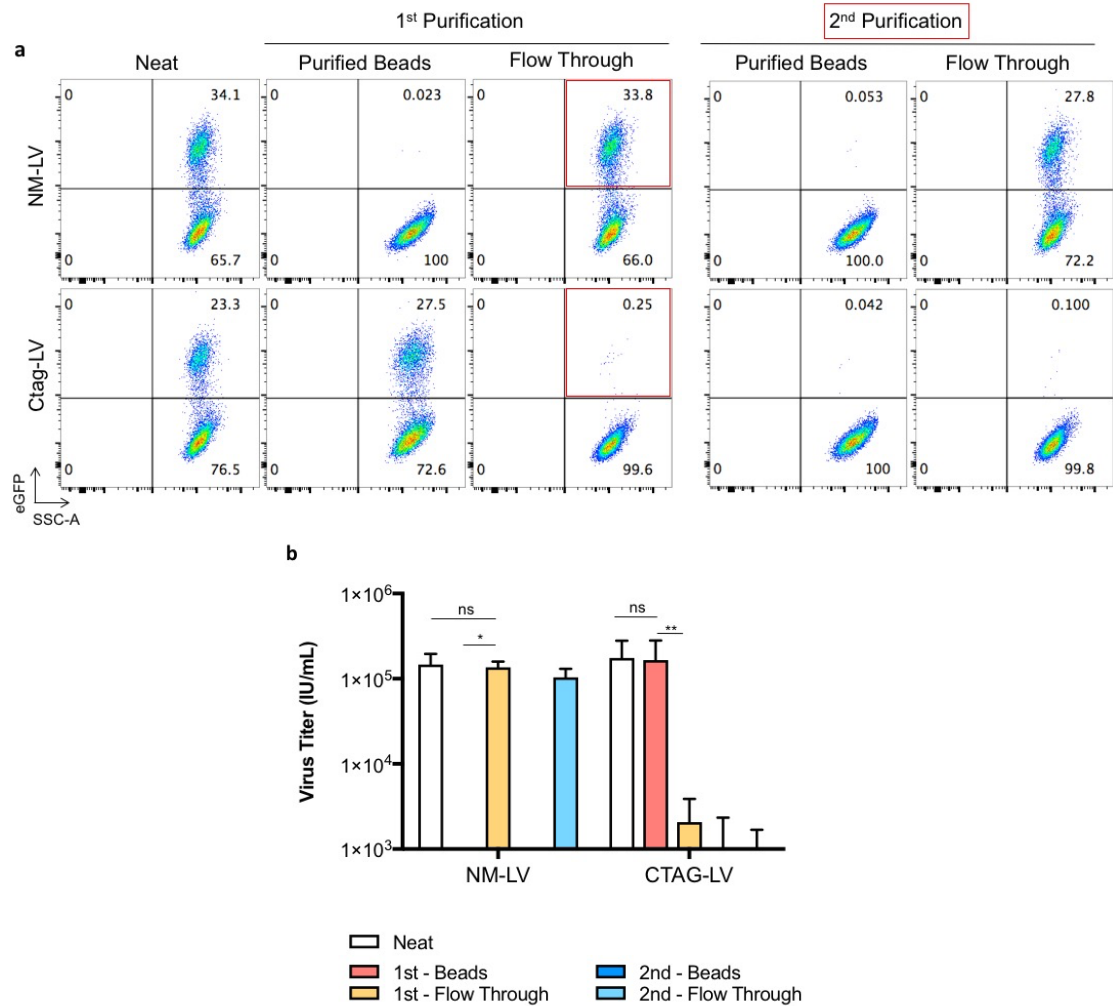 1st Purification
2nd Purification
a
Neat
Purified Beads
Flow Through
Purified Beads
Flow Through
NM-LV
0 34.1
0 65.7
0 0.023
0 100
0 33.8
0 66.0
0 0.053
0 100.0
0 27.8
0 72.2
Ctag-LV
0 23.3
0 76.5
0 27.5
0 72.6
0 0.25
0 99.6
0 0.042
0 100
0 0.100
0 99.8
eGFP
SSC-A
b
Virus Titer (IU/mL)
1×10⁶
1×10⁵
1×10⁴
1×10³
ns
*
ns
**
NM-LV
CTAG-LV
Neat
1st - Beads
1st - Flow Through
2nd - Beads
2nd - Flow Through